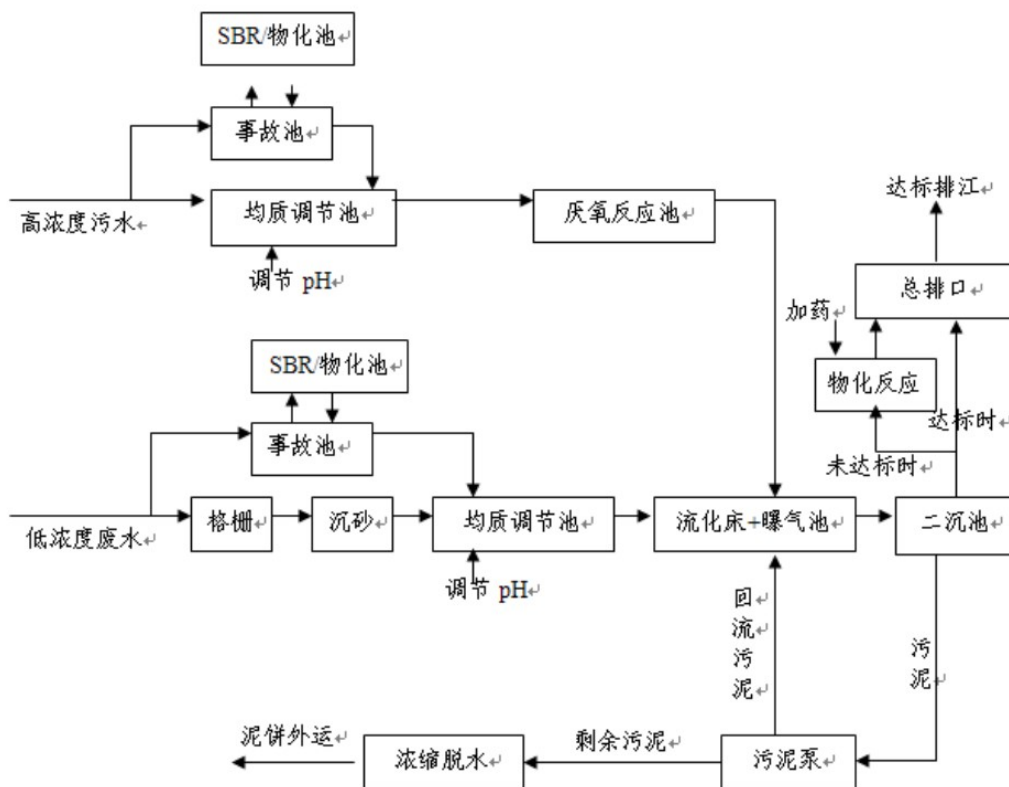 SBR/物化池↵
事故池↵
达标排江↵
高浓度污水↵
均质调节池↵
厌氧反应池↵
总排口↵
调节 pH↵
加药↵
SBR/物化池↵
物化反应↵
事故池↵
达标时↵
未达标时↵
低浓度废水↵
格栅↵
沉砂↵
均质调节池↵
流化床+曝气池↵
二沉池↵
调节 pH↵
回↵
流↵
污↵
泥↵
污
泥↵
泥饼外运↵
浓缩脱水↵
剩余污泥↵
污泥泵↵